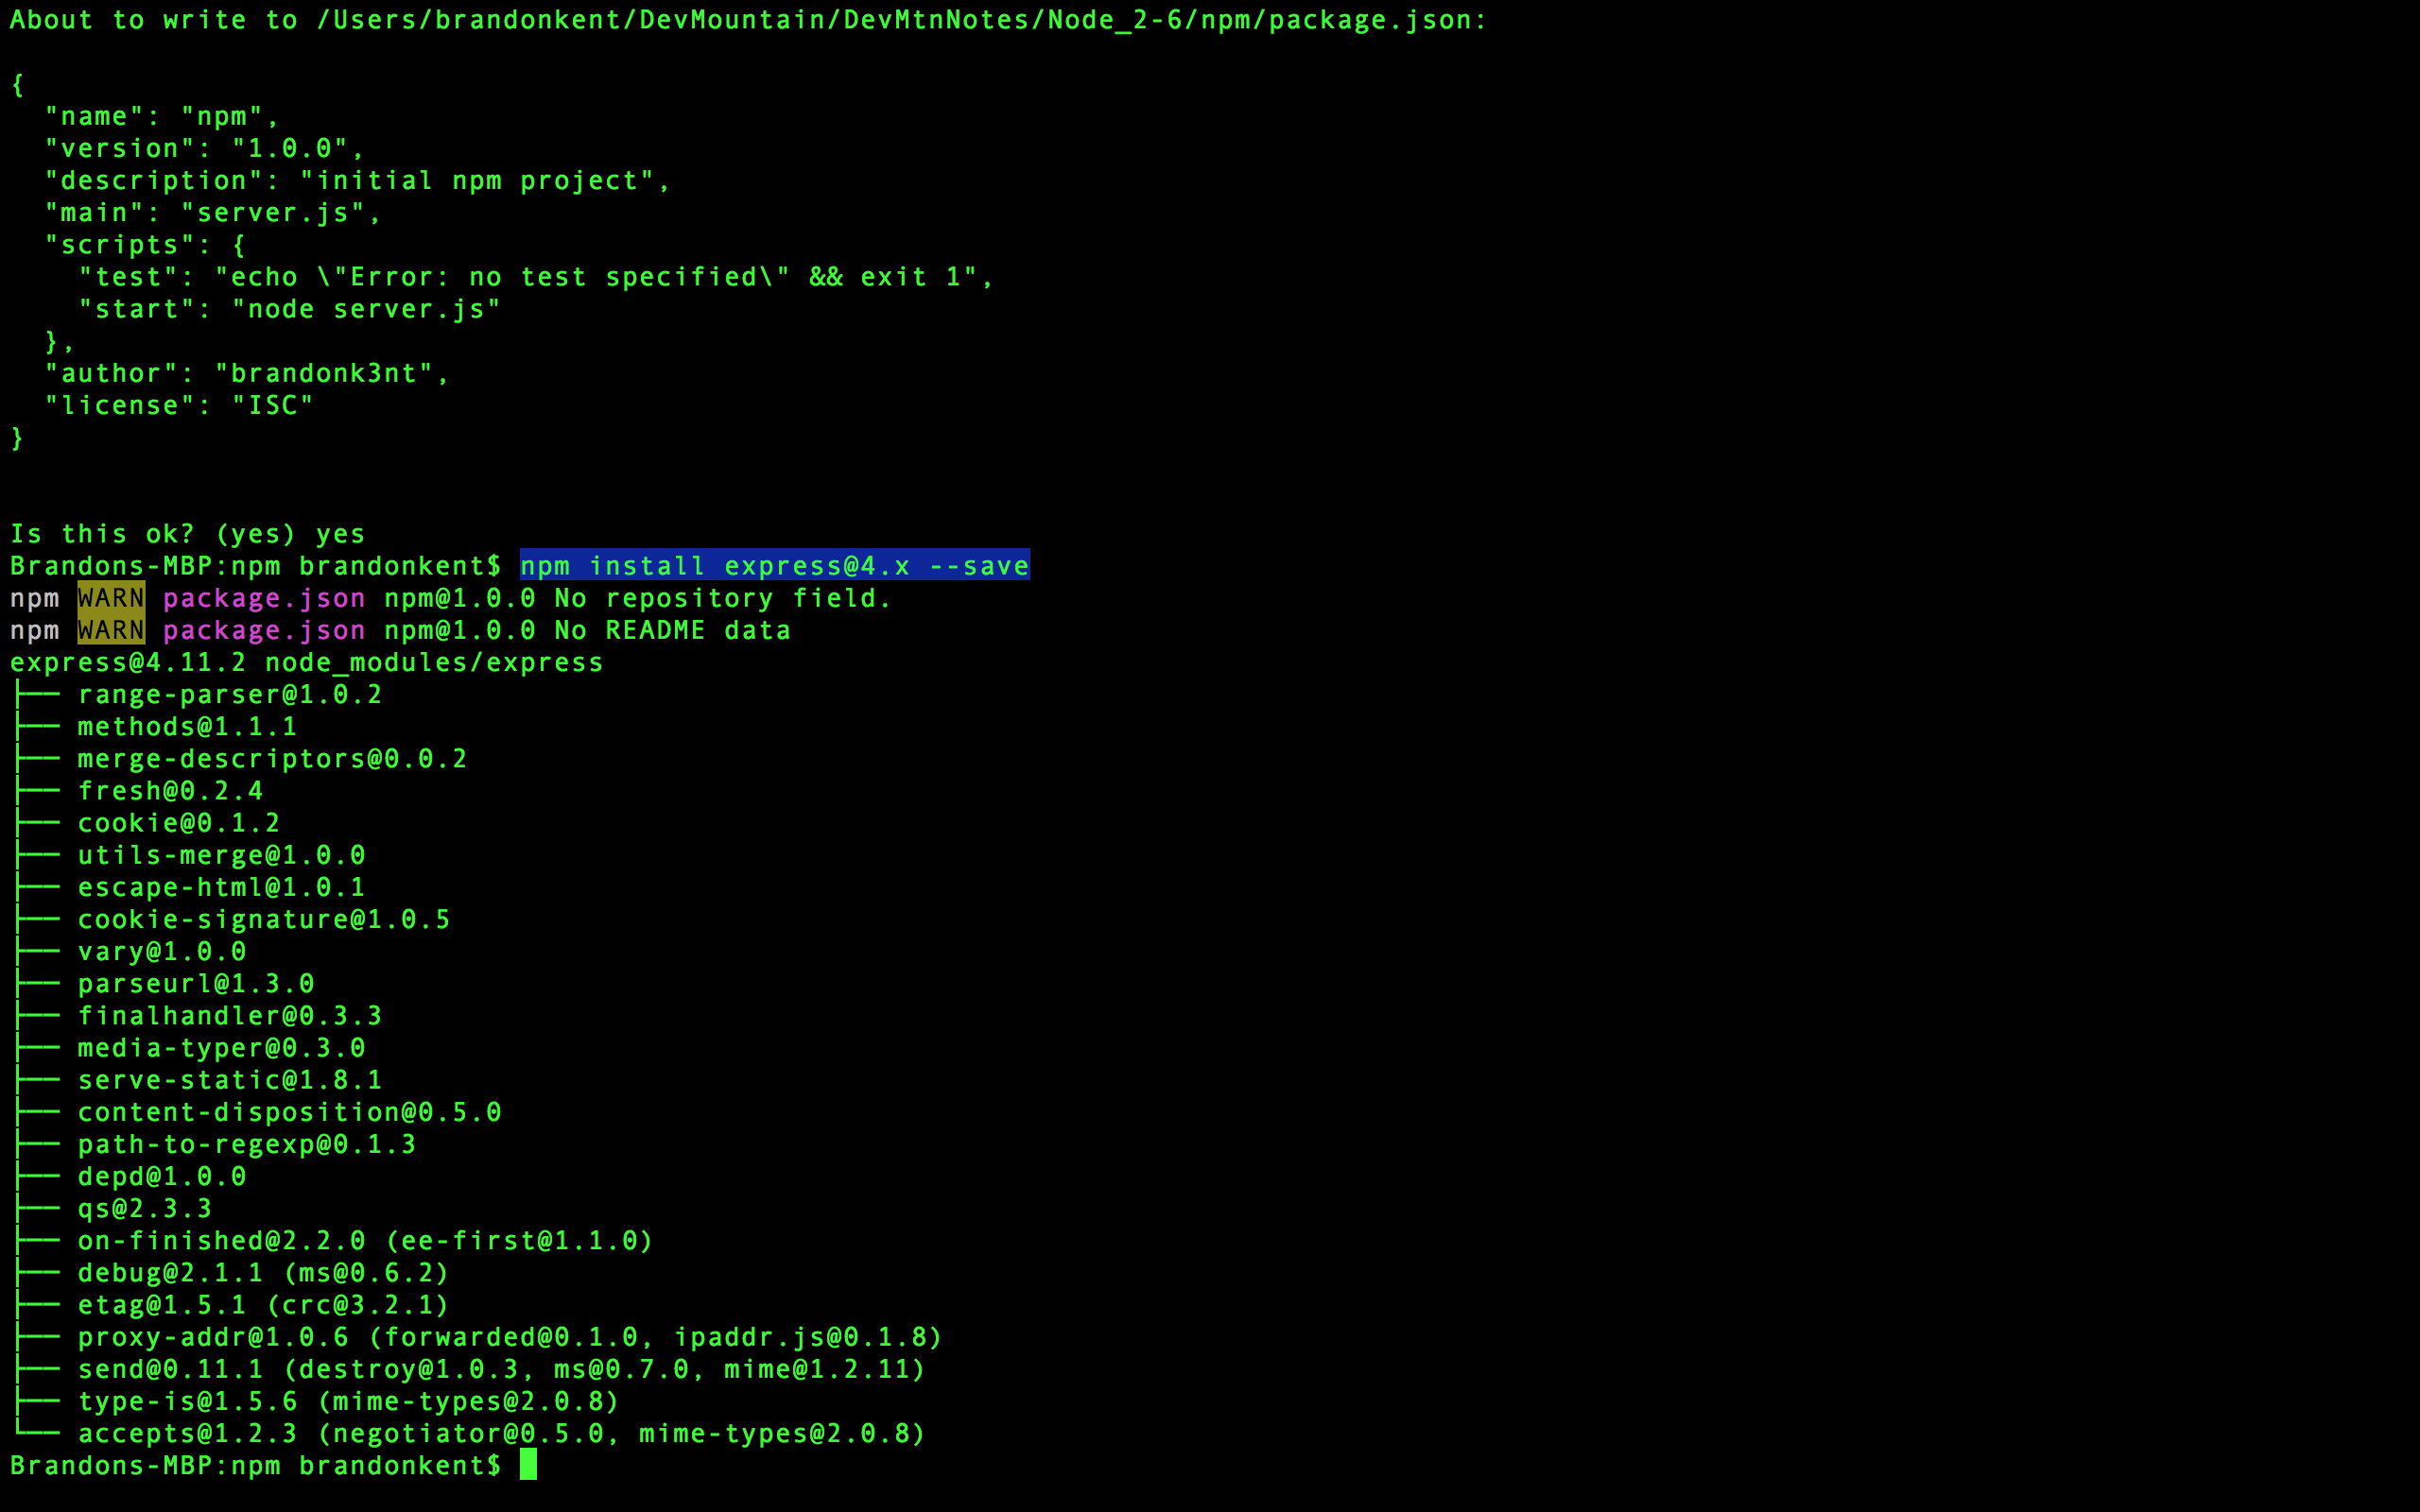 About to write to /Users/brandonkent/DevMountain/DevMtnNotes/Node_2-6/npm/package.json:

{
  "name": "npm",
  "version": "1.0.0",
  "description": "initial npm project",
  "main": "server.js",
  "scripts": {
    "test": "echo \"Error: no test specified\" && exit 1",
    "start": "node server.js"
  },
  "author": "brandonk3nt",
  "license": "ISC"
}

Is this ok? (yes) yes
Brandons-MBP:npm brandonkent$ npm install express@4.x --save
npm WARN package.json npm@1.0.0 No repository field.
npm WARN package.json npm@1.0.0 No README data
express@4.11.2 node_modules/express
├── range-parser@1.0.2
├── methods@1.1.1
├── merge-descriptors@0.0.2
├── fresh@0.2.4
├── cookie@0.1.2
├── utils-merge@1.0.0
├── escape-html@1.0.1
├── cookie-signature@1.0.5
├── vary@1.0.0
├── parseurl@1.3.0
├── finalhandler@0.3.3
├── media-typer@0.3.0
├── serve-static@1.8.1
├── content-disposition@0.5.0
├── path-to-regexp@0.1.3
├── depd@1.0.0
├── qs@2.3.3
├── on-finished@2.2.0 (ee-first@1.1.0)
├── debug@2.1.1 (ms@0.6.2)
├── etag@1.5.1 (crc@3.2.1)
├── proxy-addr@1.0.6 (forwarded@0.1.0, ipaddr.js@0.1.8)
├── send@0.11.1 (destroy@1.0.3, ms@0.7.0, mime@1.2.11)
├── type-is@1.5.6 (mime-types@2.0.8)
└── accepts@1.2.3 (negotiator@0.5.0, mime-types@2.0.8)
Brandons-MBP:npm brandonkent$